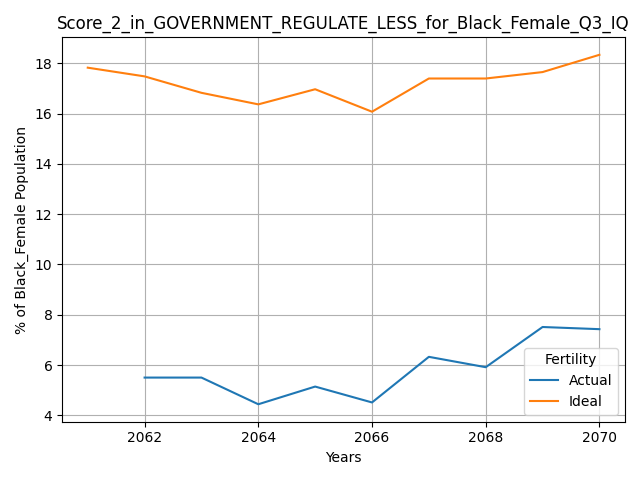 Score_2_in_GOVERNMENT_REGULATE_LESS_for_Black_Female_Q3_IQ
% of Black_Female Population
18
16
14
12
10
8
6
4
Fertility
Actual
Ideal
2062 2064 2066 2068 2070
Years